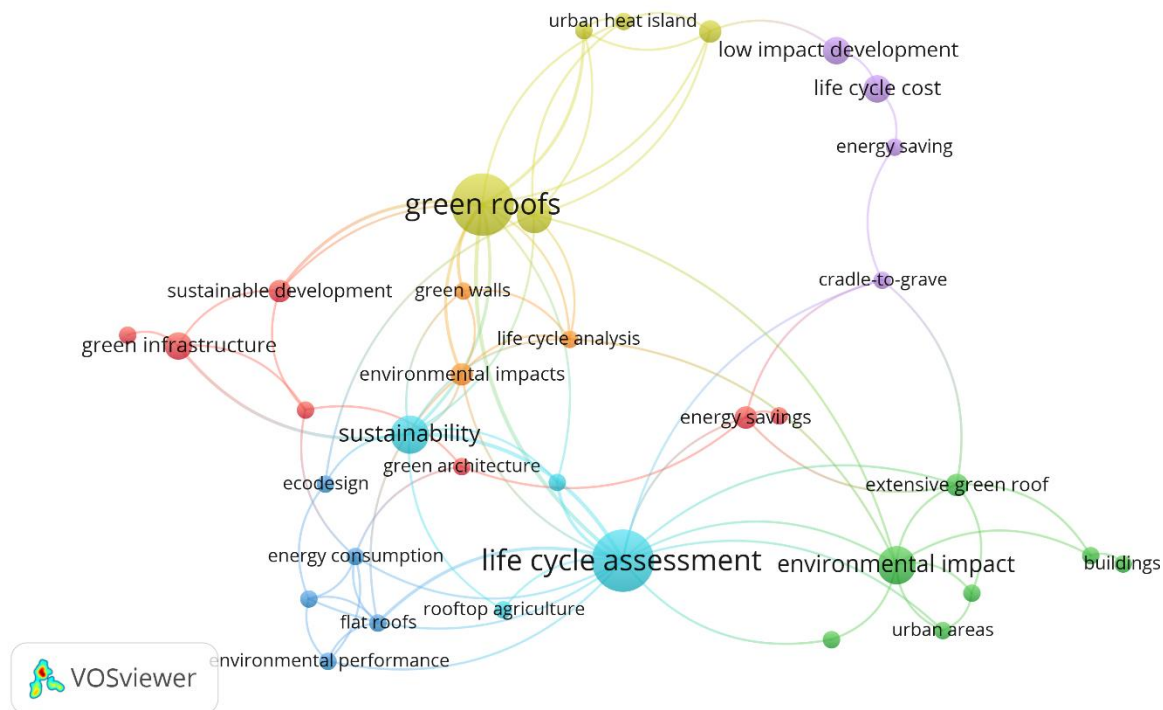 urban heat island
low impact development
life cycle cost
energy saving
green roofs
cradle-to-grave
sustainable development
green walls
life cycle analysis
green infrastructure
environmental impacts
energy savings
sustainability
green architecture
ecodesign
extensive green roof
energy consumption
life cycle assessment
environmental impact
buildings
rooftop agriculture
flat roofs
urban areas
environmental performance
VOSviewer